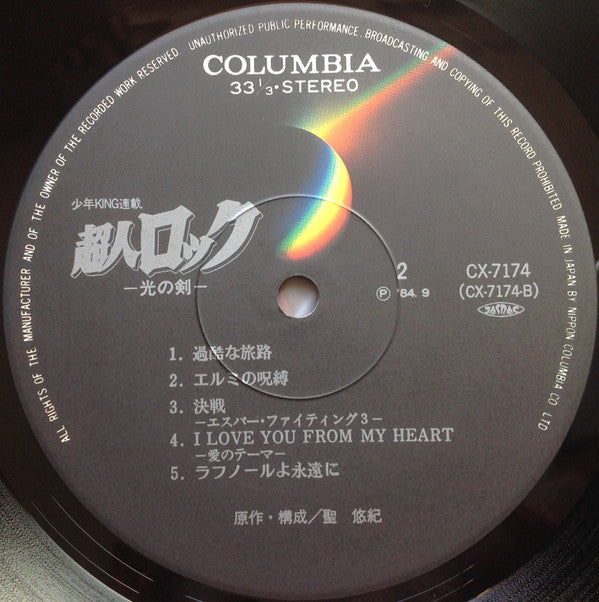 ALL RIGHTS OF THE MANUFACTURER AND OF THE OWNER OF THE RECORDED WORK RESERVED UNAUTHORIZED PUBLIC PERFORMANCE, BROADCASTING AND COPYING OF THIS RECORD PROHIBITED MADE IN JAPAN BY NIPPON COLUMBIA CO LTD
COLUMBIA
33 1/3・STEREO
少年KING連載
超人ロック
－光の剣－
2
Ⓟ '84. 9
CX-7174
(CX-7174-B)
JASRAC
1. 過酷な旅路
2. エルミの呪縛
3. 決戦
－エスパー・ファイティング3－
4. I LOVE YOU FROM MY HEART
－愛のテーマ－
5. ラフノールよ永遠に
原作・構成/聖 悠紀